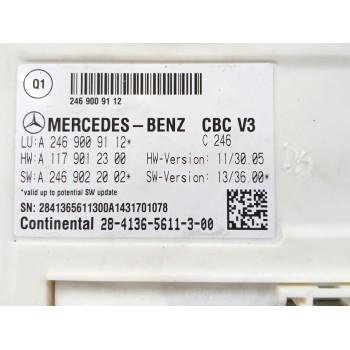 Q1
246 900 9112
MERCEDES-BENZ CBC V3
LU:A 246 900 91 12* C 246
HW:A 117 901 23 00 HW-Version: 11/30.05
SW:A 246 902 20 02* SW-Version: 13/36.00*
*valid up to potential SW update
SN: 2841365611300A1431701078
Continental 28-4136-5611-3-00